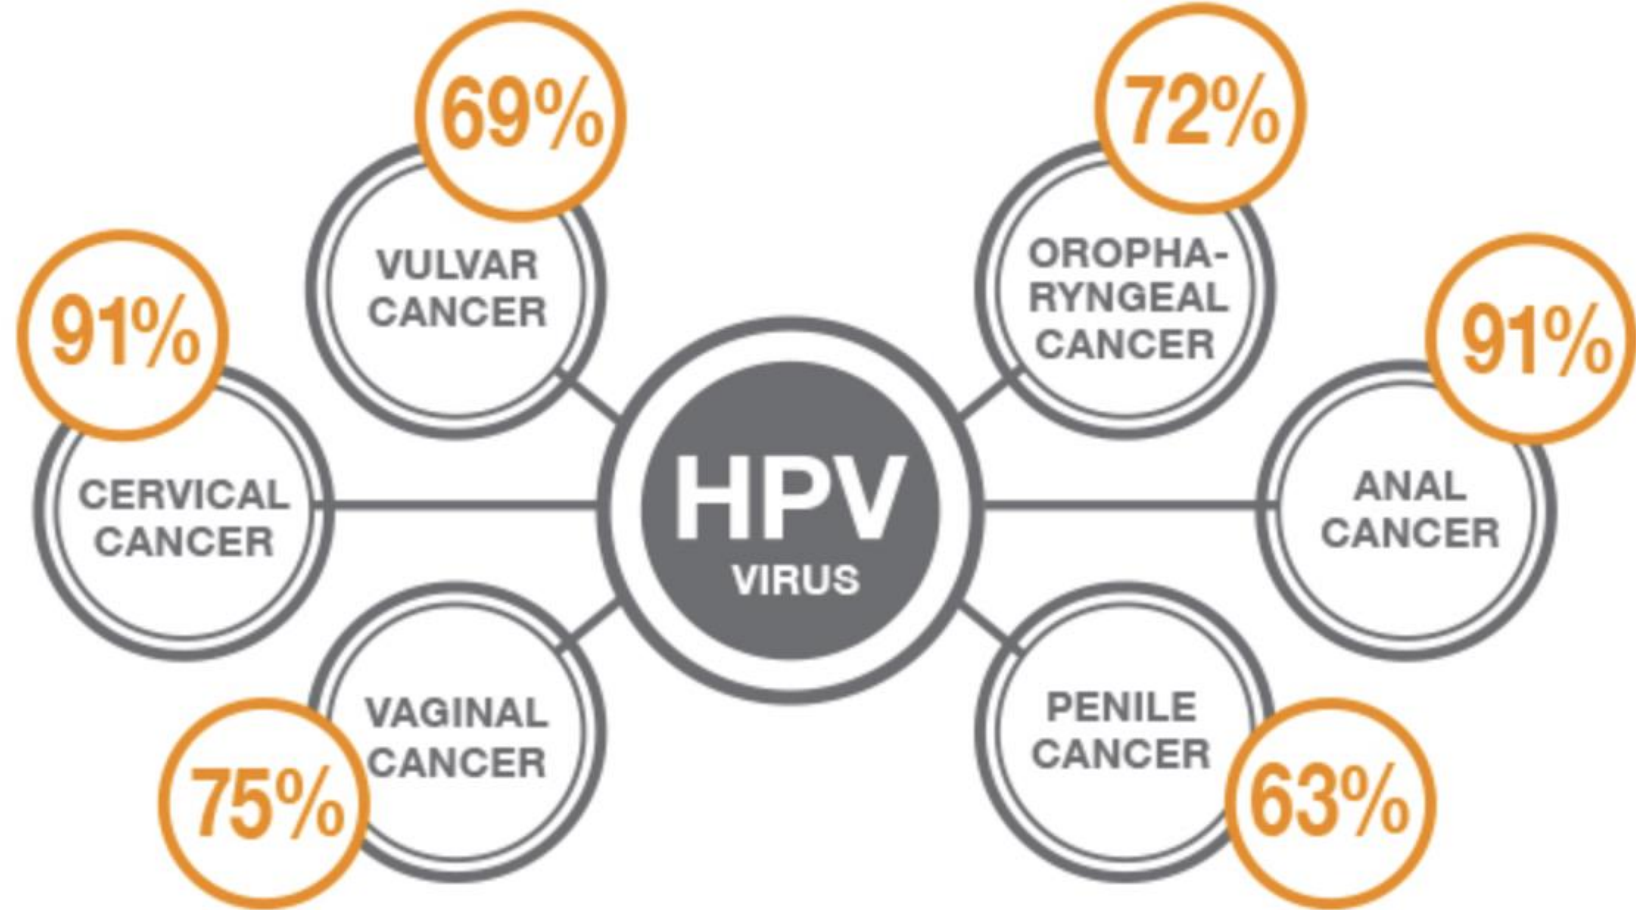 69%
VULVAR
CANCER
72%
OROPHA-
RYNGEAL
CANCER
91%
CERVICAL
CANCER
HPV
VIRUS
91%
ANAL
CANCER
75%
VAGINAL
CANCER
PENILE
CANCER
63%